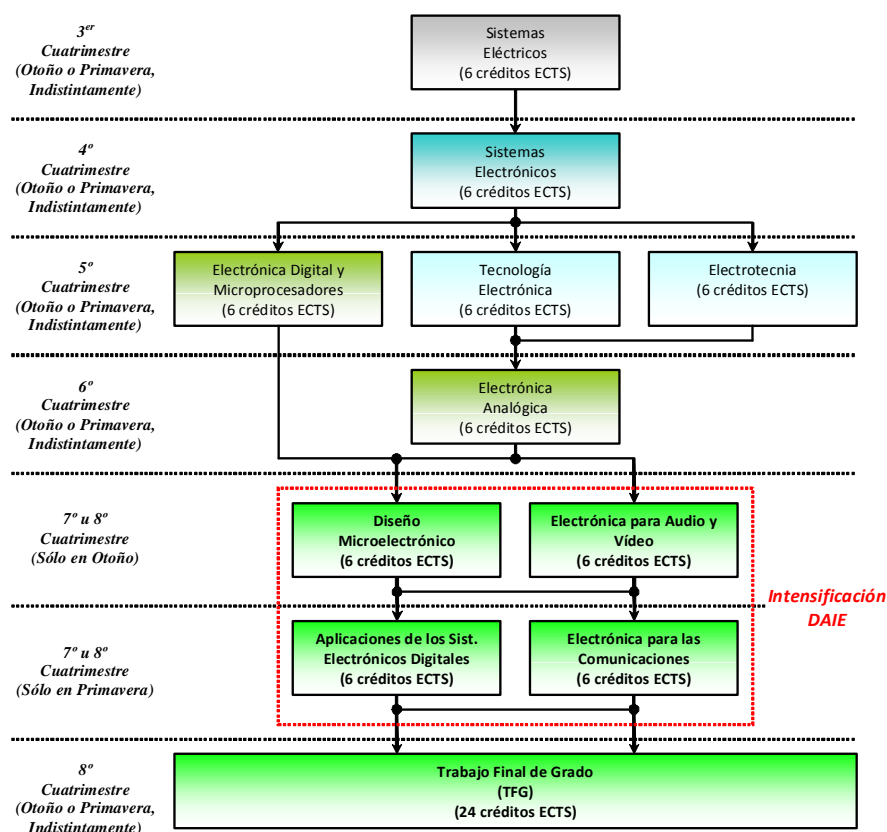 3er
Cuatrimestre
(Otoño o Primavera,
Indistintamente)
Sistemas
Eléctricos
(6 créditos ECTS)
4º
Cuatrimestre
(Otoño o Primavera,
Indistintamente)
Sistemas
Electrónicos
(6 créditos ECTS)
5º
Cuatrimestre
(Otoño o Primavera,
Indistintamente)
Electrónica Digital y
Microprocesadores
(6 créditos ECTS)
Tecnología
Electrónica
(6 créditos ECTS)
Electrotecnia
(6 créditos ECTS)
6º
Cuatrimestre
(Otoño o Primavera,
Indistintamente)
Electrónica
Analógica
(6 créditos ECTS)
7º u 8º
Cuatrimestre
(Sólo en Otoño)
Diseño
Microelectrónico
(6 créditos ECTS)
Electrónica para Audio y
Vídeo
(6 créditos ECTS)
Intensificación
DAIE
7º u 8º
Cuatrimestre
(Sólo en Primavera)
Aplicaciones de los Sist.
Electrónicos Digitales
(6 créditos ECTS)
Electrónica para las
Comunicaciones
(6 créditos ECTS)
8º
Cuatrimestre
(Otoño o Primavera,
Indistintamente)
Trabajo Final de Grado
(TFG)
(24 créditos ECTS)